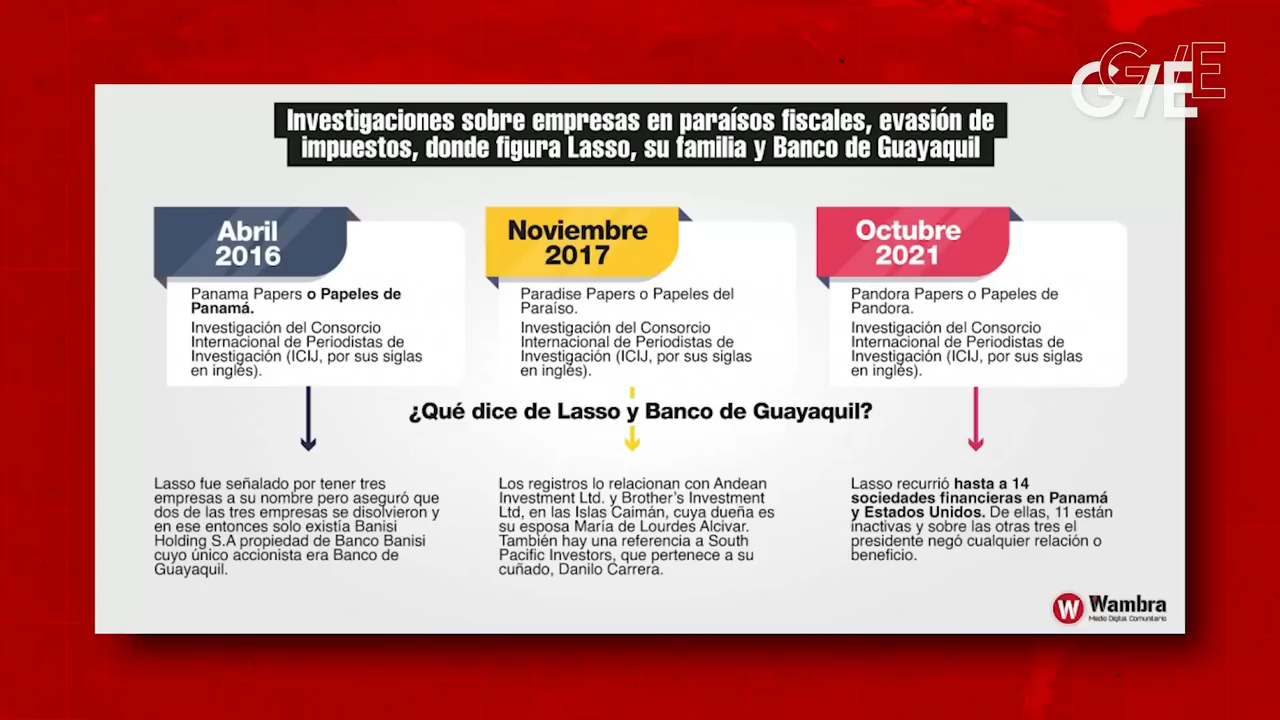 G/E
G/E
Investigaciones sobre empresas en paraísos fiscales, evasión de
impuestos, donde figura Lasso, su familia y Banco de Guayaquil
Abril
2016
Panama Papers o Papeles de
Panamá.
Investigación del Consorcio
Internacional de Periodistas de
Investigación (ICIJ, por sus siglas
en inglés).
Noviembre
2017
Paradise Papers o Papeles del
Paraíso.
Investigación del Consorcio
Internacional de Periodistas de
Investigación (ICIJ, por sus siglas
en inglés).
Octubre
2021
Pandora Papers o Papeles de
Pandora.
Investigación del Consorcio
Internacional de Periodistas de
Investigación (ICIJ, por sus siglas
en inglés).
¿Qué dice de Lasso y Banco de Guayaquil?
Lasso fue señalado por tener tres
empresas a su nombre pero aseguró que
dos de las tres empresas se disolvieron y
en ese entonces solo existía Banisi
Holding S.A propiedad de Banco Banisi
cuyo único accionista era Banco de
Guayaquil.
Los registros lo relacionan con Andean
Investment Ltd. y Brother's Investment
Ltd, en las Islas Caimán, cuya dueña es
su esposa María de Lourdes Alcivar.
También hay una referencia a South
Pacific Investors, que pertenece a su
cuñado, Danilo Carrera.
Lasso recurrió hasta a 14
sociedades financieras en Panamá
y Estados Unidos. De ellas, 11 están
inactivas y sobre las otras tres el
presidente negó cualquier relación o
beneficio.
W Wambra
Medio Digital Comunitario